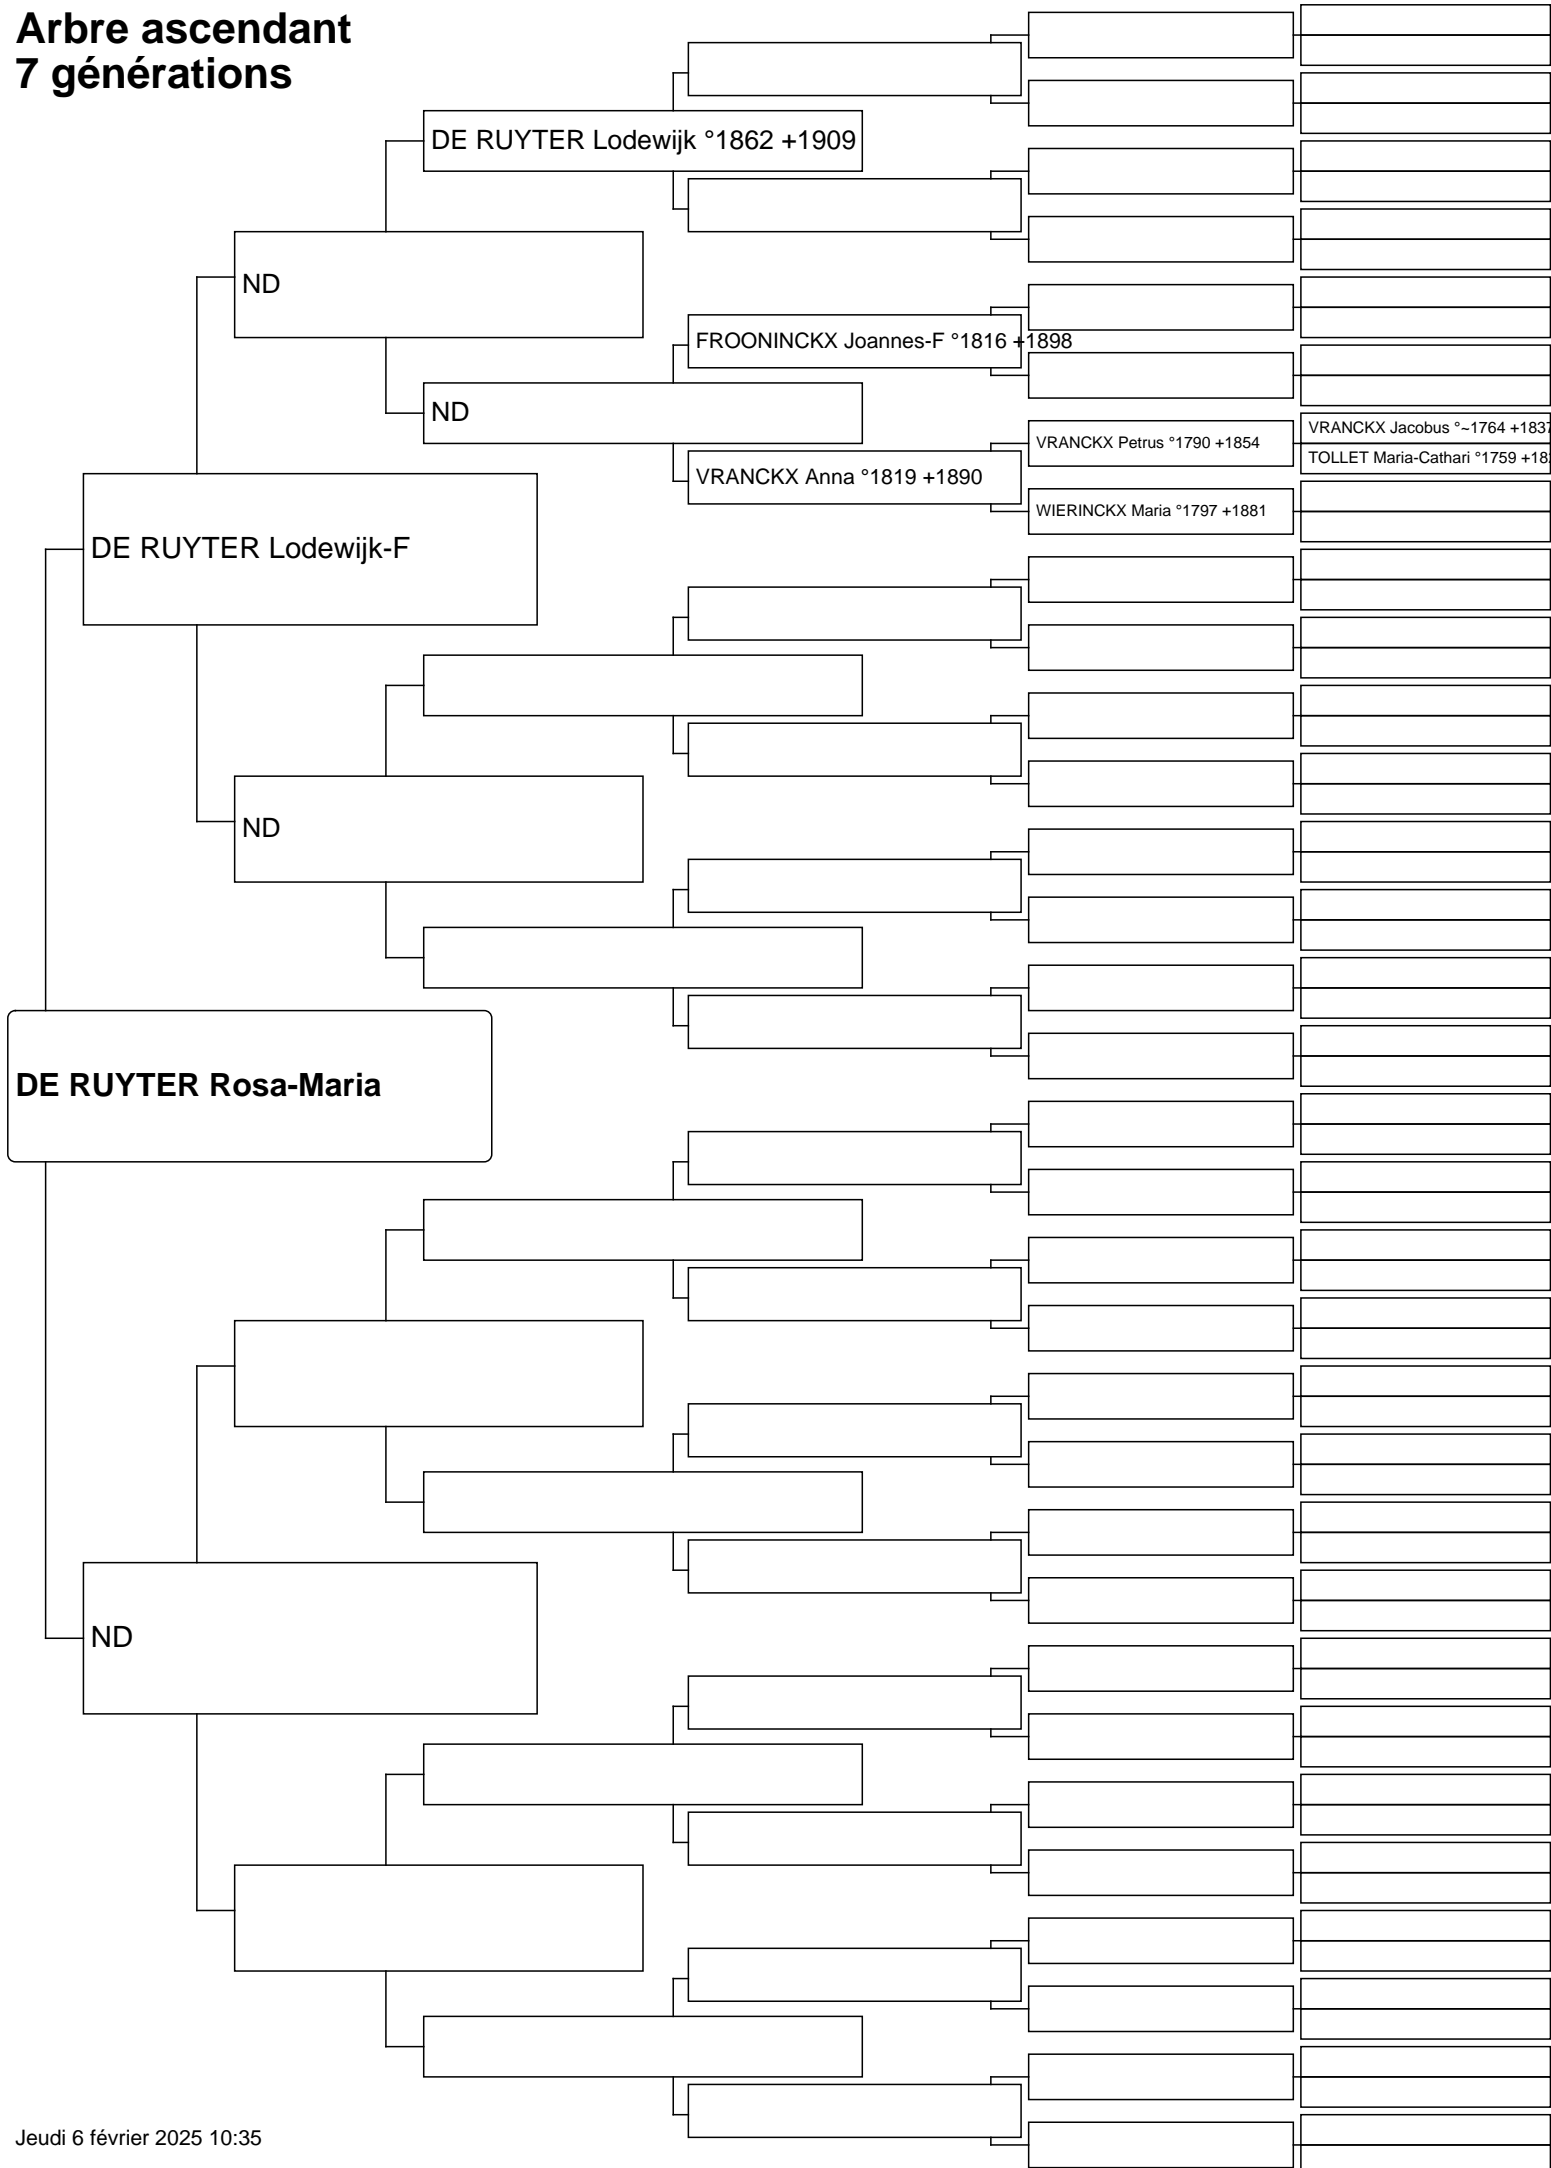 Arbre ascendant
7 générations
DE RUYTER Lodewijk °1862 +1909
ND
FROONINCKX Joannes-F °1816 +1898
ND
VRANCKX Jacobus °~1764 +1837
VRANCKX Petrus °1790 +1854
TOLLET Maria-Cathari °1759
VRANCKX Anna °1819 +1890
WIERINCKX Maria °1797 +1881
DE RUYTER Lodewijk-F
ND
DE RUYTER Rosa-Maria
ND
Jeudi 6 février 2025 10:35